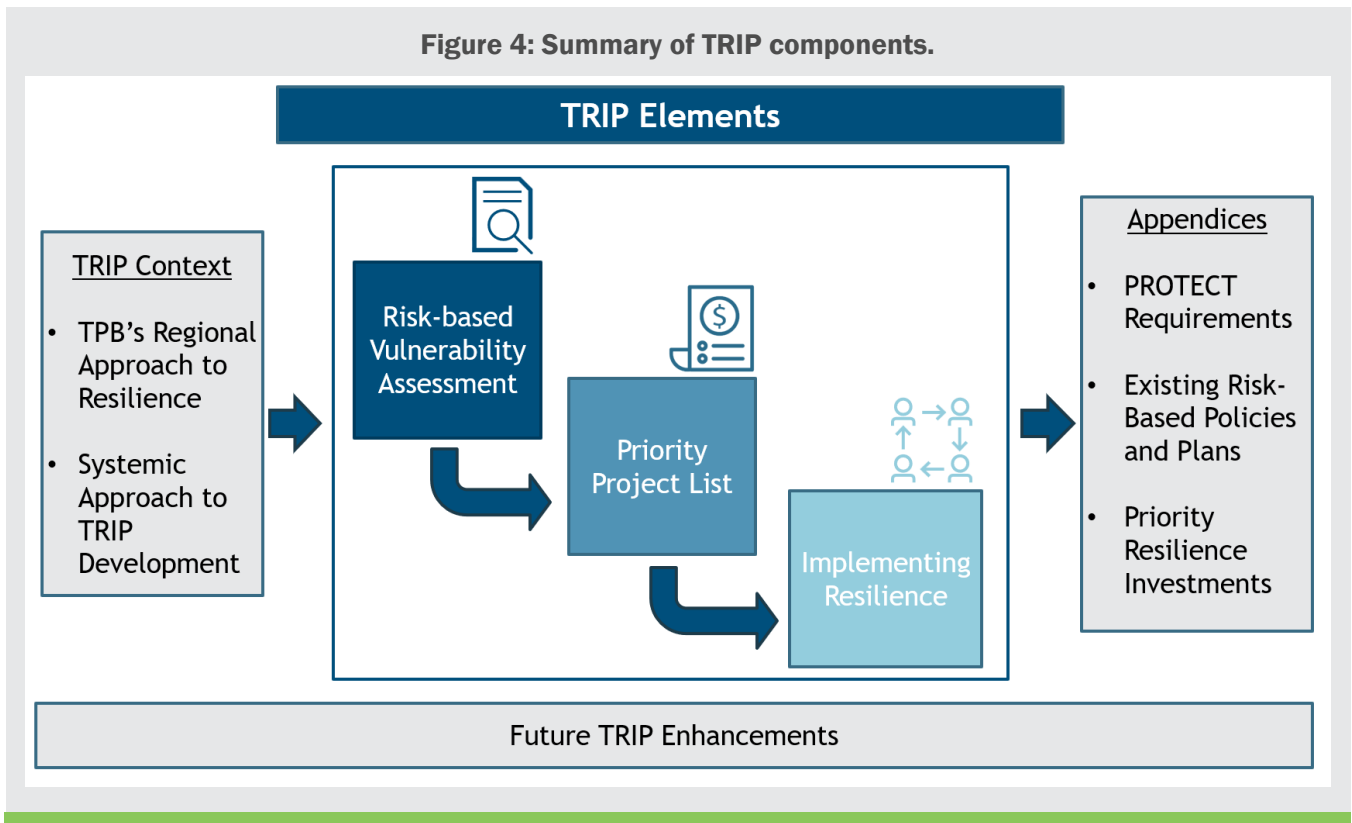 Figure 4: Summary of TRIP components.
TRIP Elements
TRIP Context
• TPB's Regional
Approach to
Resilience
• Systemic
Approach to
TRIP
Development
Risk-based
Vulnerability
Assessment
$
Priority
Project List
Implementing
Resilience
Appendices
• PROTECT
Requirements
• Existing Risk-
Based Policies
and Plans
• Priority
Resilience
Investments
Future TRIP Enhancements